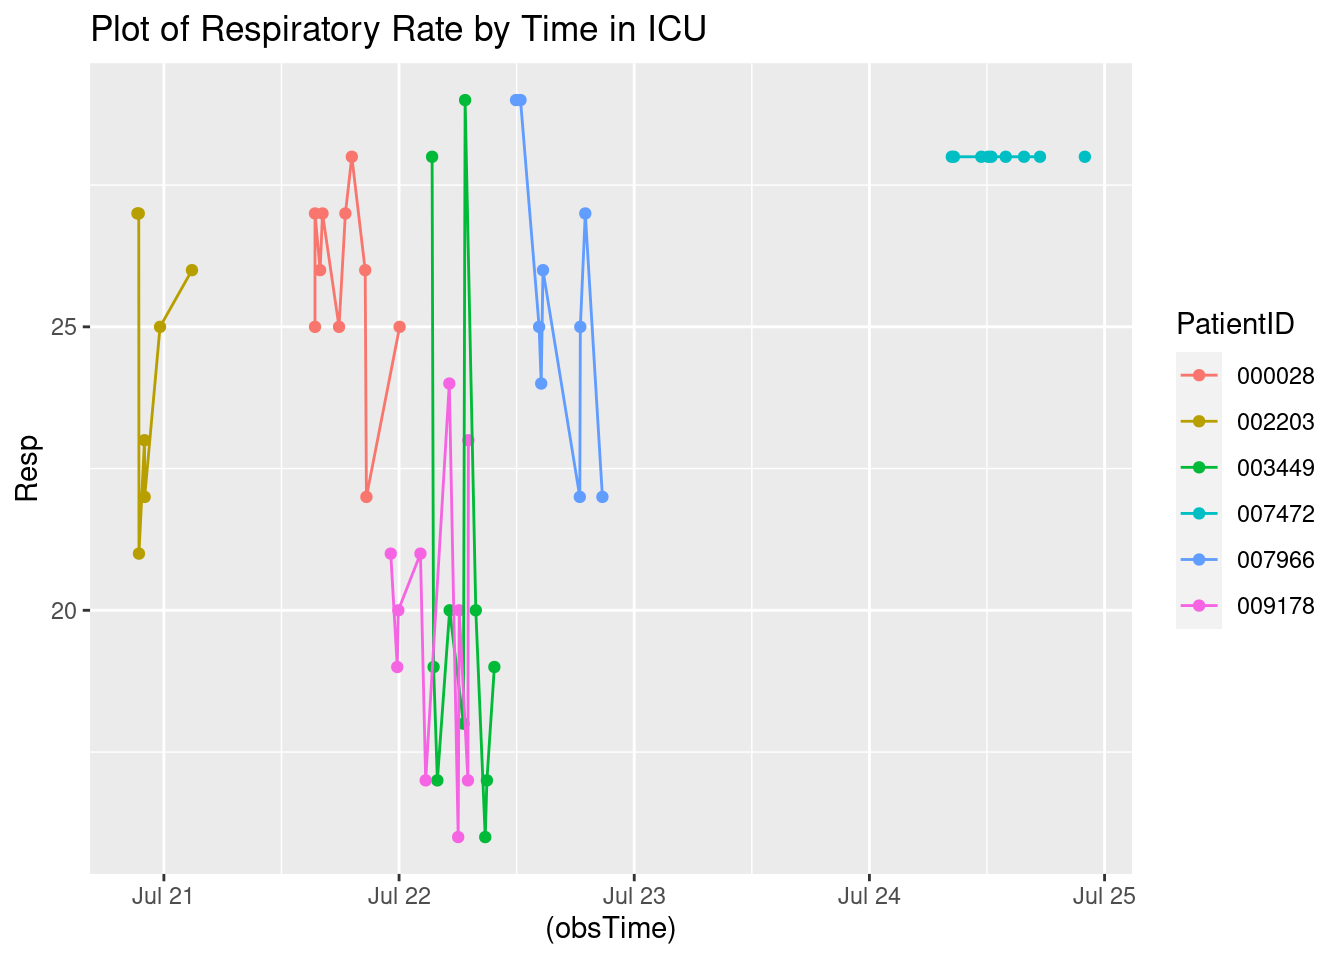 Plot of Respiratory Rate by Time in ICU
25
20
Resp
Jul 21
Jul 22
Jul 23
Jul 24
Jul 25
(obsTime)
PatientID
000028
002203
003449
007472
007966
009178